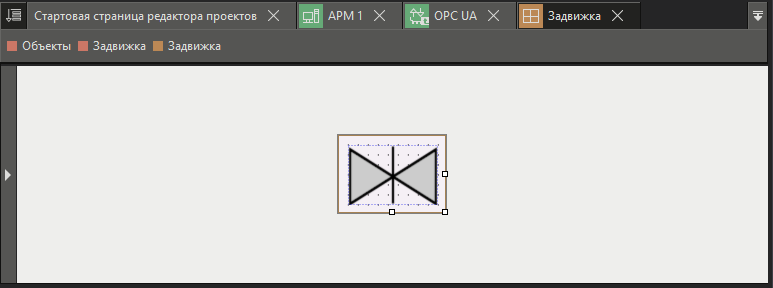 Стартовая страница редактора проектов АРМ 1 OPC UA Задвижка
Объекты Задвижка Задвижка